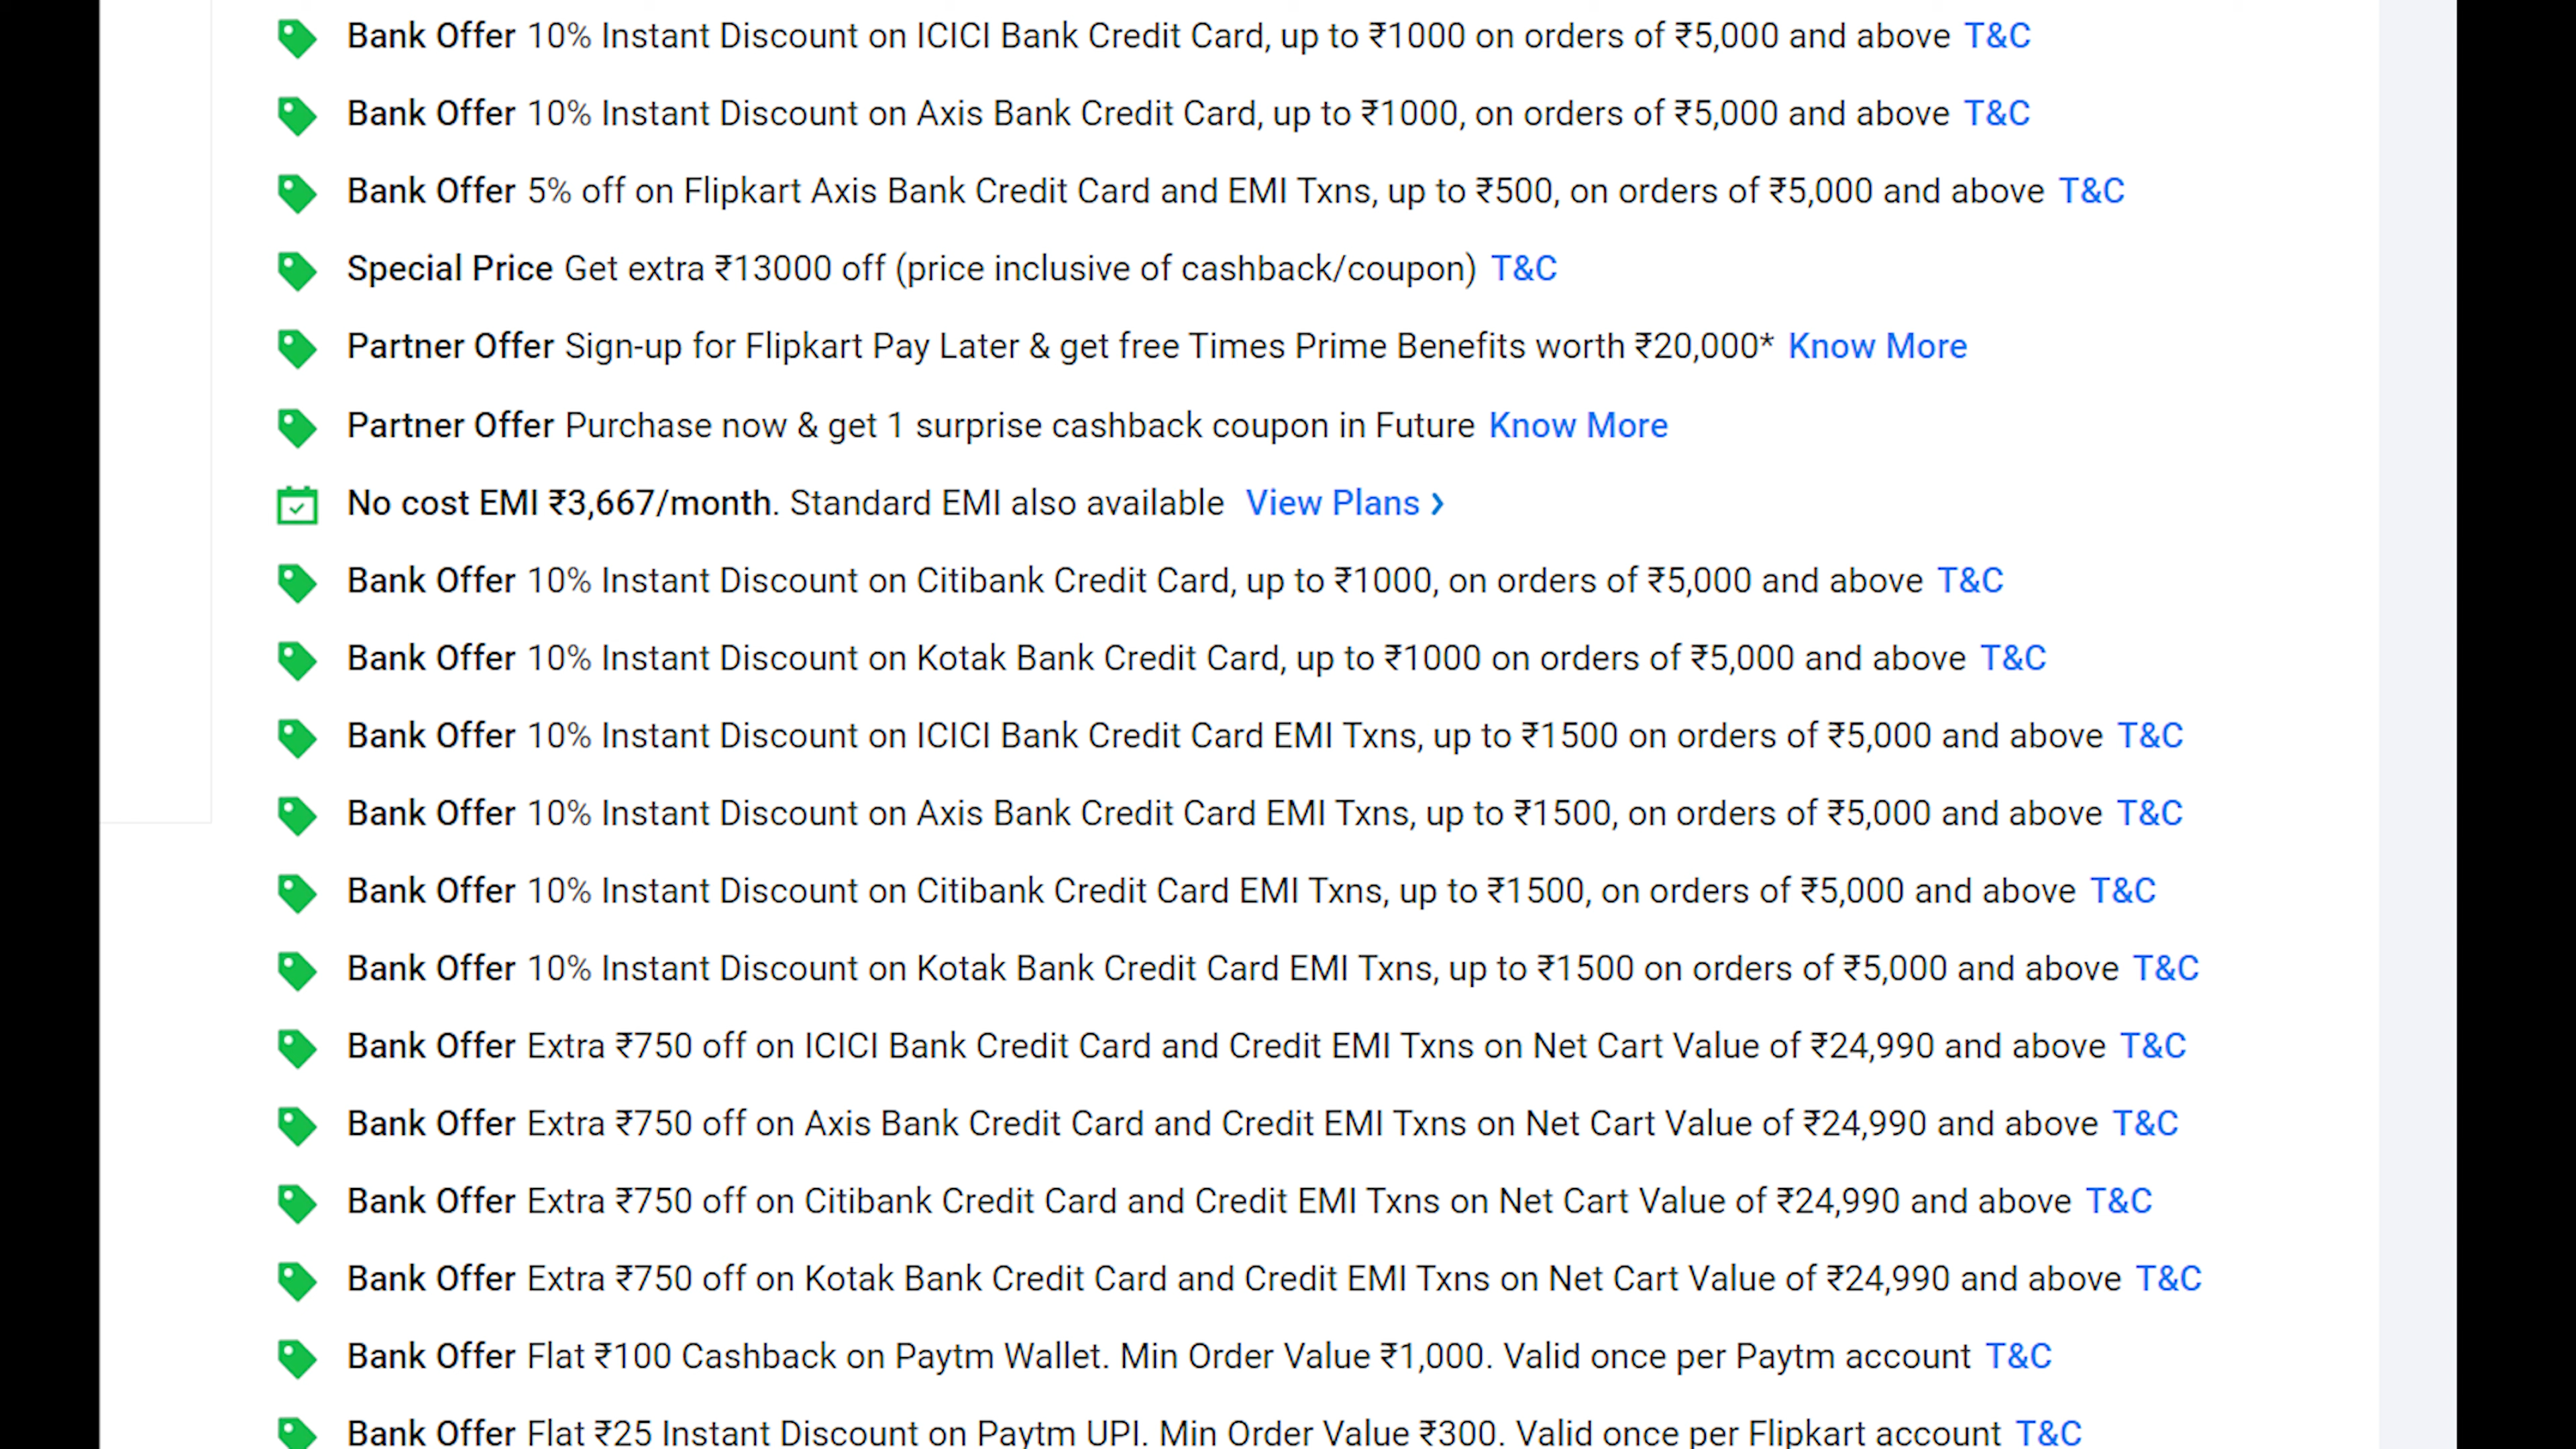 Bank Offer 10% Instant Discount on ICICI Bank Credit Card, up to ₹1000 on orders of ₹5,000 and above T&C
Bank Offer 10% Instant Discount on Axis Bank Credit Card, up to ₹1000, on orders of ₹5,000 and above T&C
Bank Offer 5% off on Flipkart Axis Bank Credit Card and EMI Txns, up to ₹500, on orders of ₹5,000 and above T&C
Special Price Get extra ₹13000 off (price inclusive of cashback/coupon) T&C
Partner Offer Sign-up for Flipkart Pay Later & get free Times Prime Benefits worth ₹20,000* Know More
Partner Offer Purchase now & get 1 surprise cashback coupon in Future Know More
No cost EMI ₹3,667/month. Standard EMI also available View Plans ›
Bank Offer 10% Instant Discount on Citibank Credit Card, up to ₹1000, on orders of ₹5,000 and above T&C
Bank Offer 10% Instant Discount on Kotak Bank Credit Card, up to ₹1000 on orders of ₹5,000 and above T&C
Bank Offer 10% Instant Discount on ICICI Bank Credit Card EMI Txns, up to ₹1500 on orders of ₹5,000 and above T&C
Bank Offer 10% Instant Discount on Axis Bank Credit Card EMI Txns, up to ₹1500, on orders of ₹5,000 and above T&C
Bank Offer 10% Instant Discount on Citibank Credit Card EMI Txns, up to ₹1500, on orders of ₹5,000 and above T&C
Bank Offer 10% Instant Discount on Kotak Bank Credit Card EMI Txns, up to ₹1500 on orders of ₹5,000 and above T&C
Bank Offer Extra ₹750 off on ICICI Bank Credit Card and Credit EMI Txns on Net Cart Value of ₹24,990 and above T&C
Bank Offer Extra ₹750 off on Axis Bank Credit Card and Credit EMI Txns on Net Cart Value of ₹24,990 and above T&C
Bank Offer Extra ₹750 off on Citibank Credit Card and Credit EMI Txns on Net Cart Value of ₹24,990 and above T&C
Bank Offer Extra ₹750 off on Kotak Bank Credit Card and Credit EMI Txns on Net Cart Value of ₹24,990 and above T&C
Bank Offer Flat ₹100 Cashback on Paytm Wallet. Min Order Value ₹1,000. Valid once per Paytm account T&C
Bank Offer Flat ₹25 Instant Discount on Paytm UPI. Min Order Value ₹300. Valid once per Flipkart account T&C